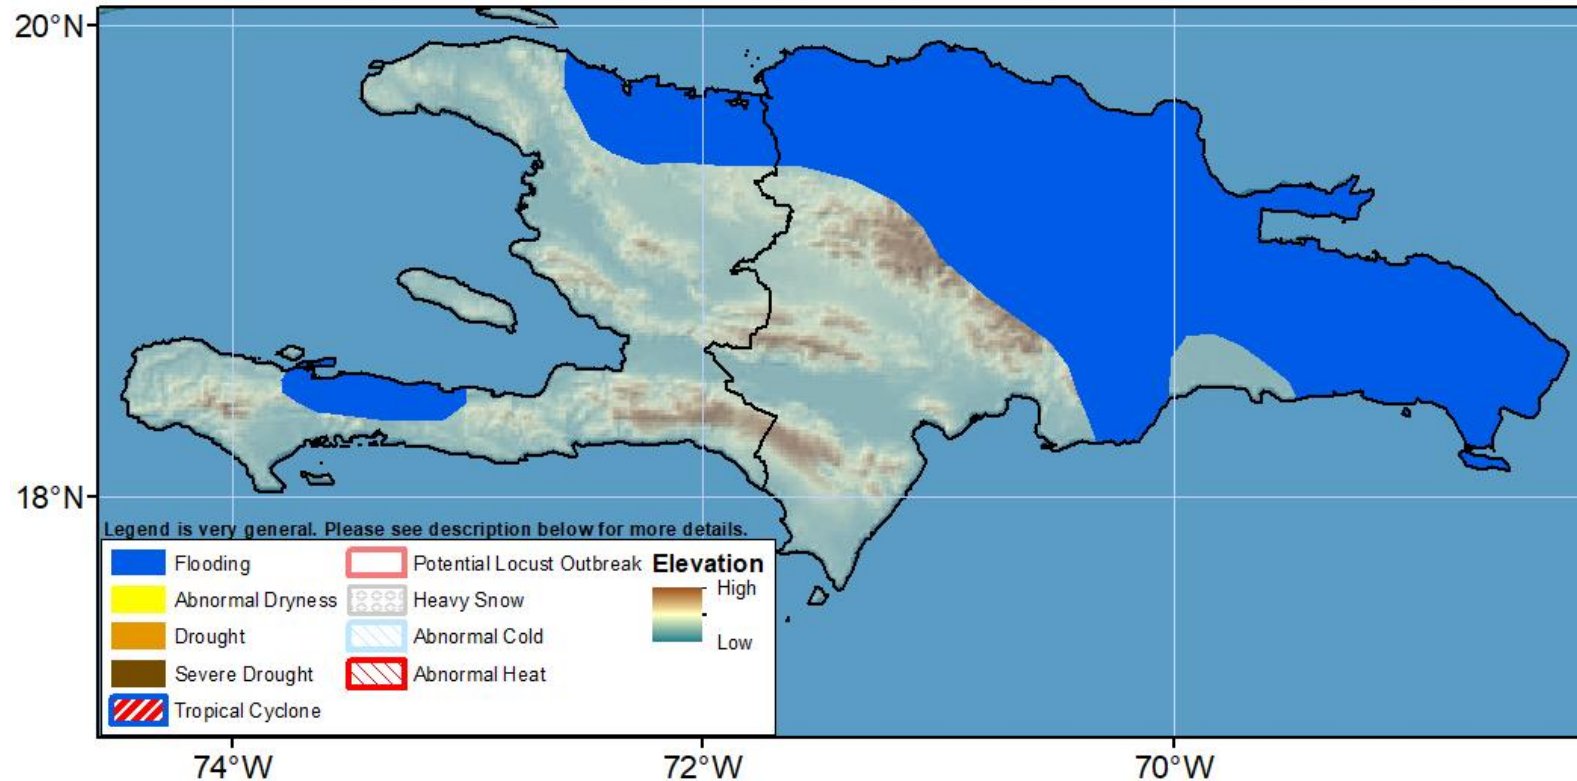 20°N
18°N
Legend is very general. Please see description below for more details.
Flooding
Abnormal Dryness
Drought
Severe Drought
Tropical Cyclone
Potential Locust Outbreak
Heavy Snow
Abnormal Cold
Abnormal Heat
Elevation
High
Low
74°W
72°W
70°W